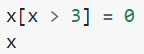 x[x > 3] = 0
x